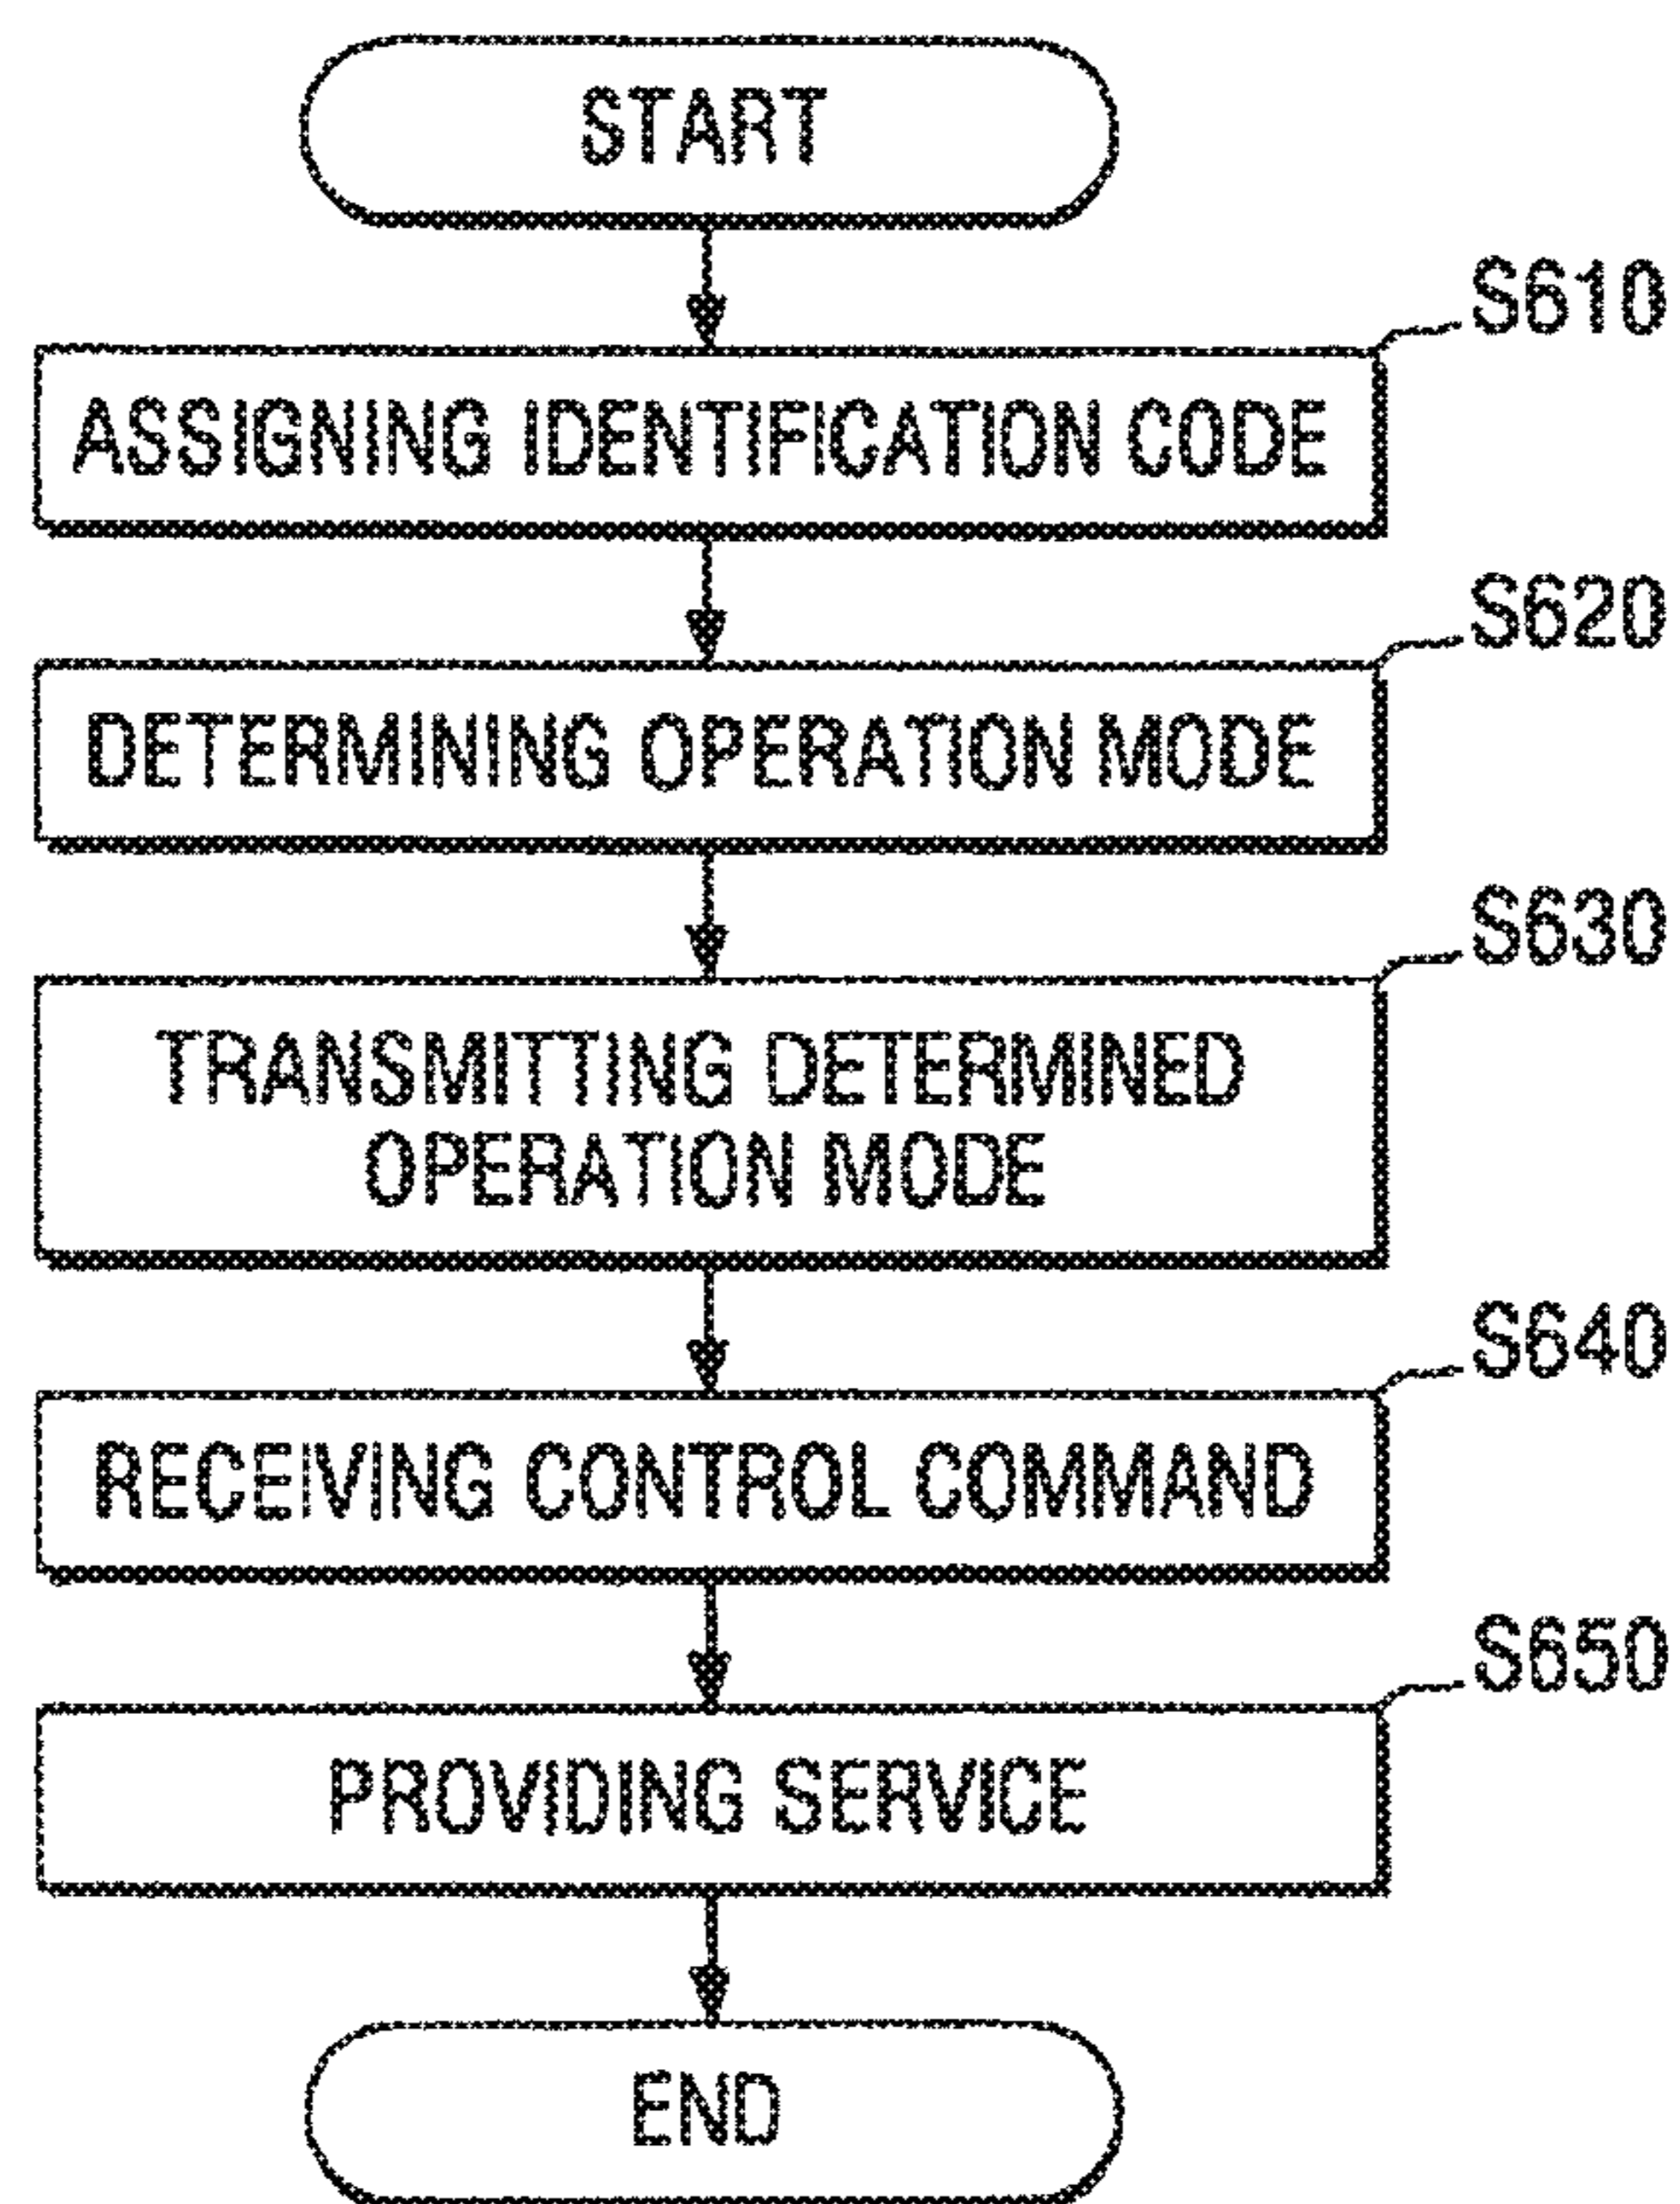 START
S610
ASSIGNING IDENTIFICATION CODE
S620
DETERMINING OPERATION MODE
S630
TRANSMITTING DETERMINED
OPERATION MODE
S640
RECEIVING CONTROL COMMAND
S650
PROVIDING SERVICE
END